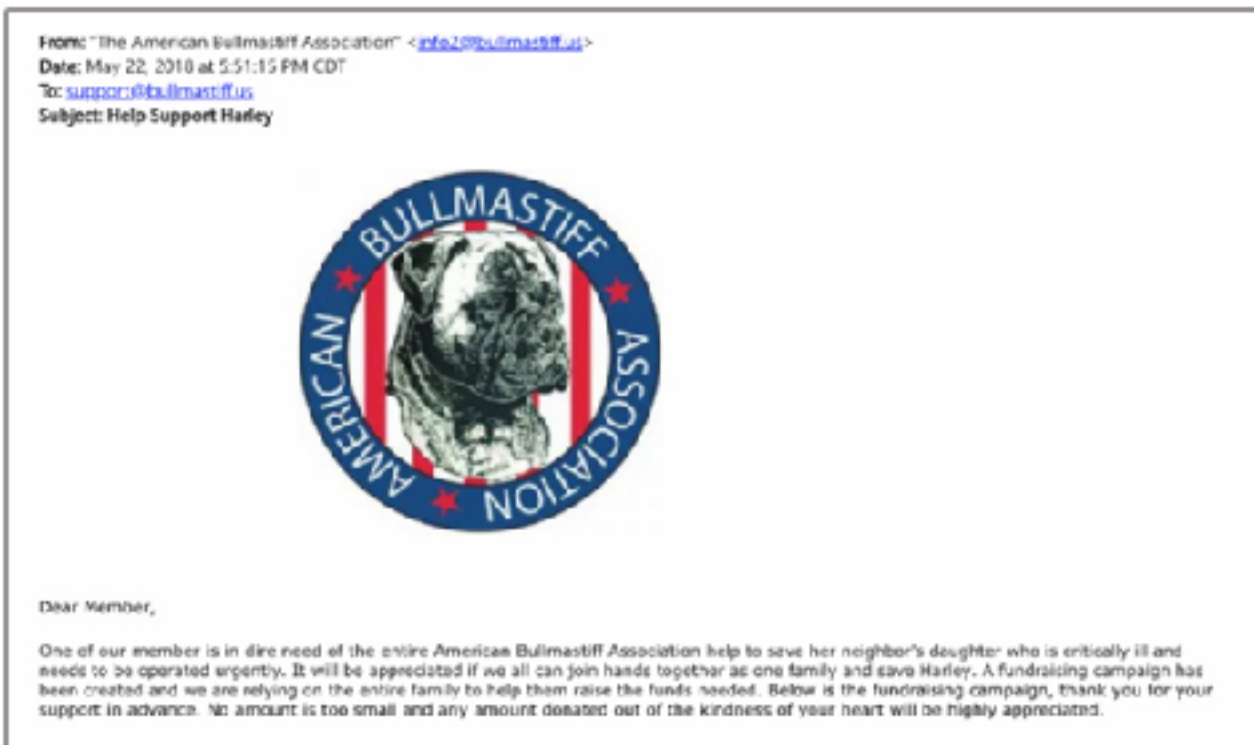 From: "The American Bullmastiff Association" <info2@bullmastiff.us>
Date: May 22, 2018 at 5:51:15 PM CDT
To: support@bullmastiff.us
Subject: Help Support Harley
AMERICAN BULLMASTIFF ASSOCIATION
Dear Member,
One of our member is in dire need of the entire American Bullmastiff Association help to save her neighbor's daughter who is critically ill and
needs to be operated urgently. It will be appreciated if we all can join hands together as one family and save Harley. A fundraising campaign has
been created and we are relying on the entire family to help them raise the funds needed. Below is the fundraising campaign, thank you for your
support in advance. No amount is too small and any amount donated out of the kindness of your heart will be highly appreciated.